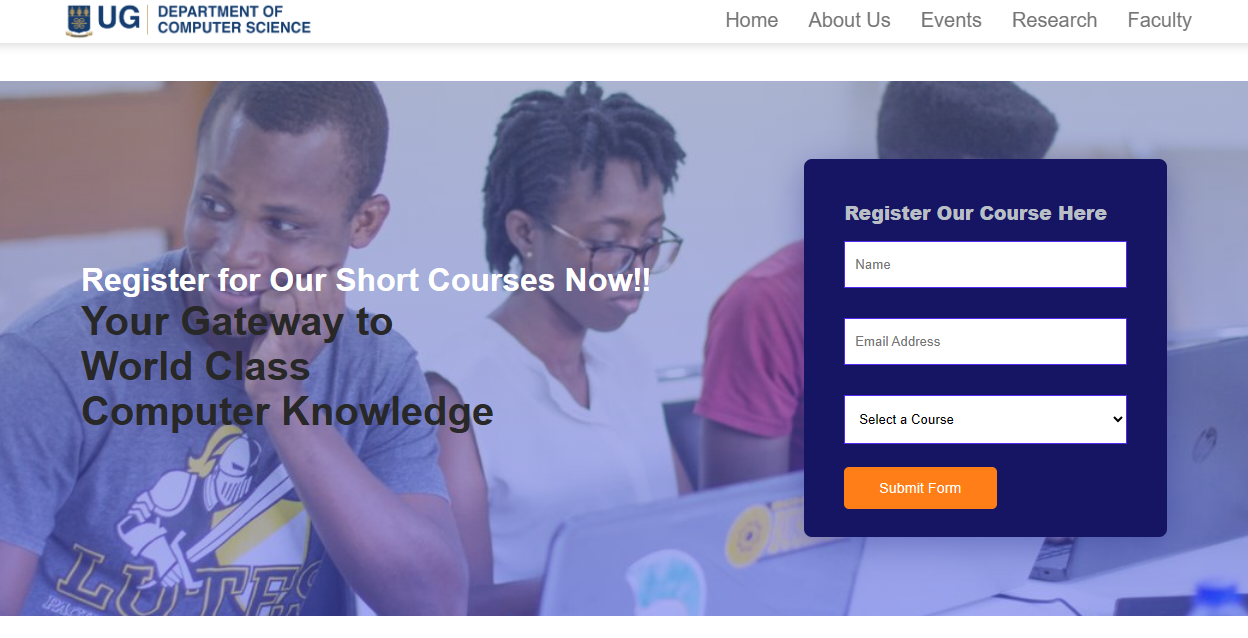 UG
DEPARTMENT OF
COMPUTER SCIENCE
Home
About Us
Events
Research
Faculty
Register for Our Short Courses Now!!
Your Gateway to
World Class
Computer Knowledge
Register Our Course Here
Name
Email Address
Select a Course
Submit Form
LUTES